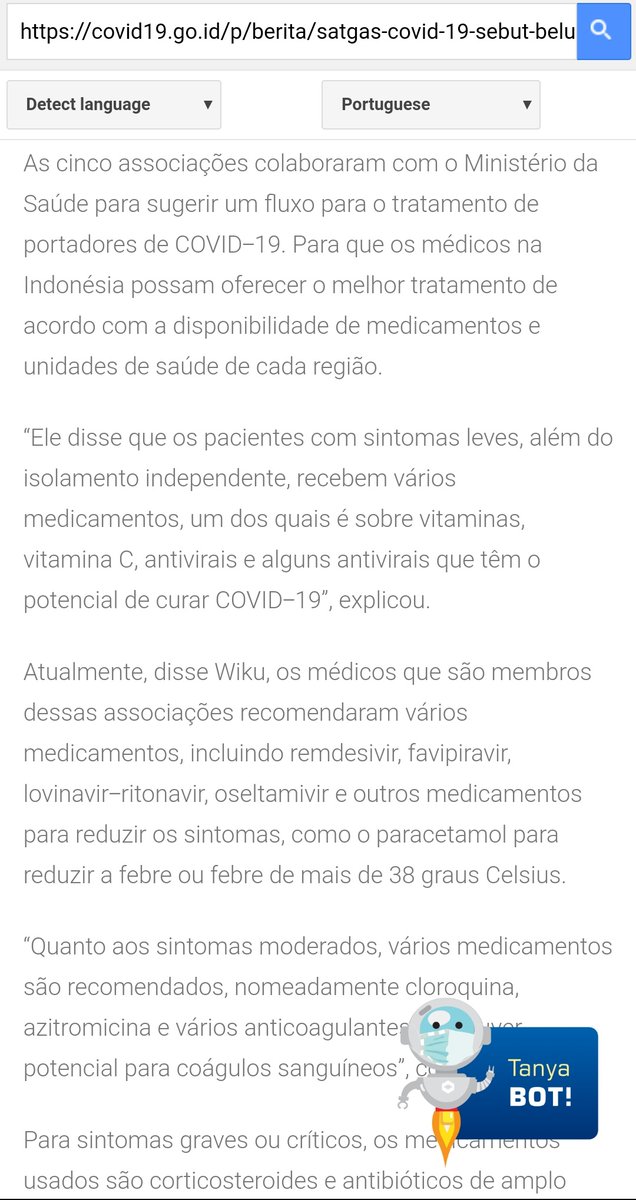 https://covid19.go.id/p/berita/satgas-covid-19-sebut-belu
Detect language
Portuguese
As cinco associações colaboraram com o Ministério da
Saúde para sugerir um fluxo para o tratamento de
portadores de COVID–19. Para que os médicos na
Indonésia possam oferecer o melhor tratamento de
acordo com a disponibilidade de medicamentos e
unidades de saúde de cada região.
“Ele disse que os pacientes com sintomas leves, além do
isolamento independente, recebem vários
medicamentos, um dos quais é sobre vitaminas,
vitamina C, antivirais e alguns antivirais que têm o
potencial de curar COVID–19”, explicou.
Atualmente, disse Wiku, os médicos que são membros
dessas associações recomendaram vários
medicamentos, incluindo remdesivir, favipiravir,
lovinavir–ritonavir, oseltamivir e outros medicamentos
para reduzir os sintomas, como o paracetamol para
reduzir a febre ou febre de mais de 38 graus Celsius.
“Quanto aos sintomas moderados, vários medicamentos
são recomendados, nomeadamente cloroquina,
azitromicina e vários anticoagulantes
potencial para coágulos sanguíneos”,
Tanya
BOT!
Para sintomas graves ou críticos, os medicamentos
usados são corticosteroides e antibióticos de amplo